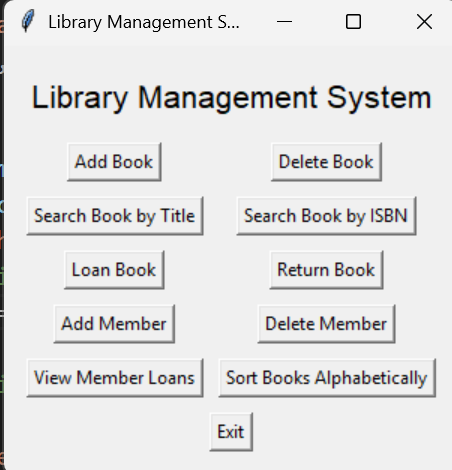 Library Management S...
Library Management System
Add Book Delete Book
Search Book by Title Search Book by ISBN
Loan Book Return Book
Add Member Delete Member
View Member Loans Sort Books Alphabetically
Exit